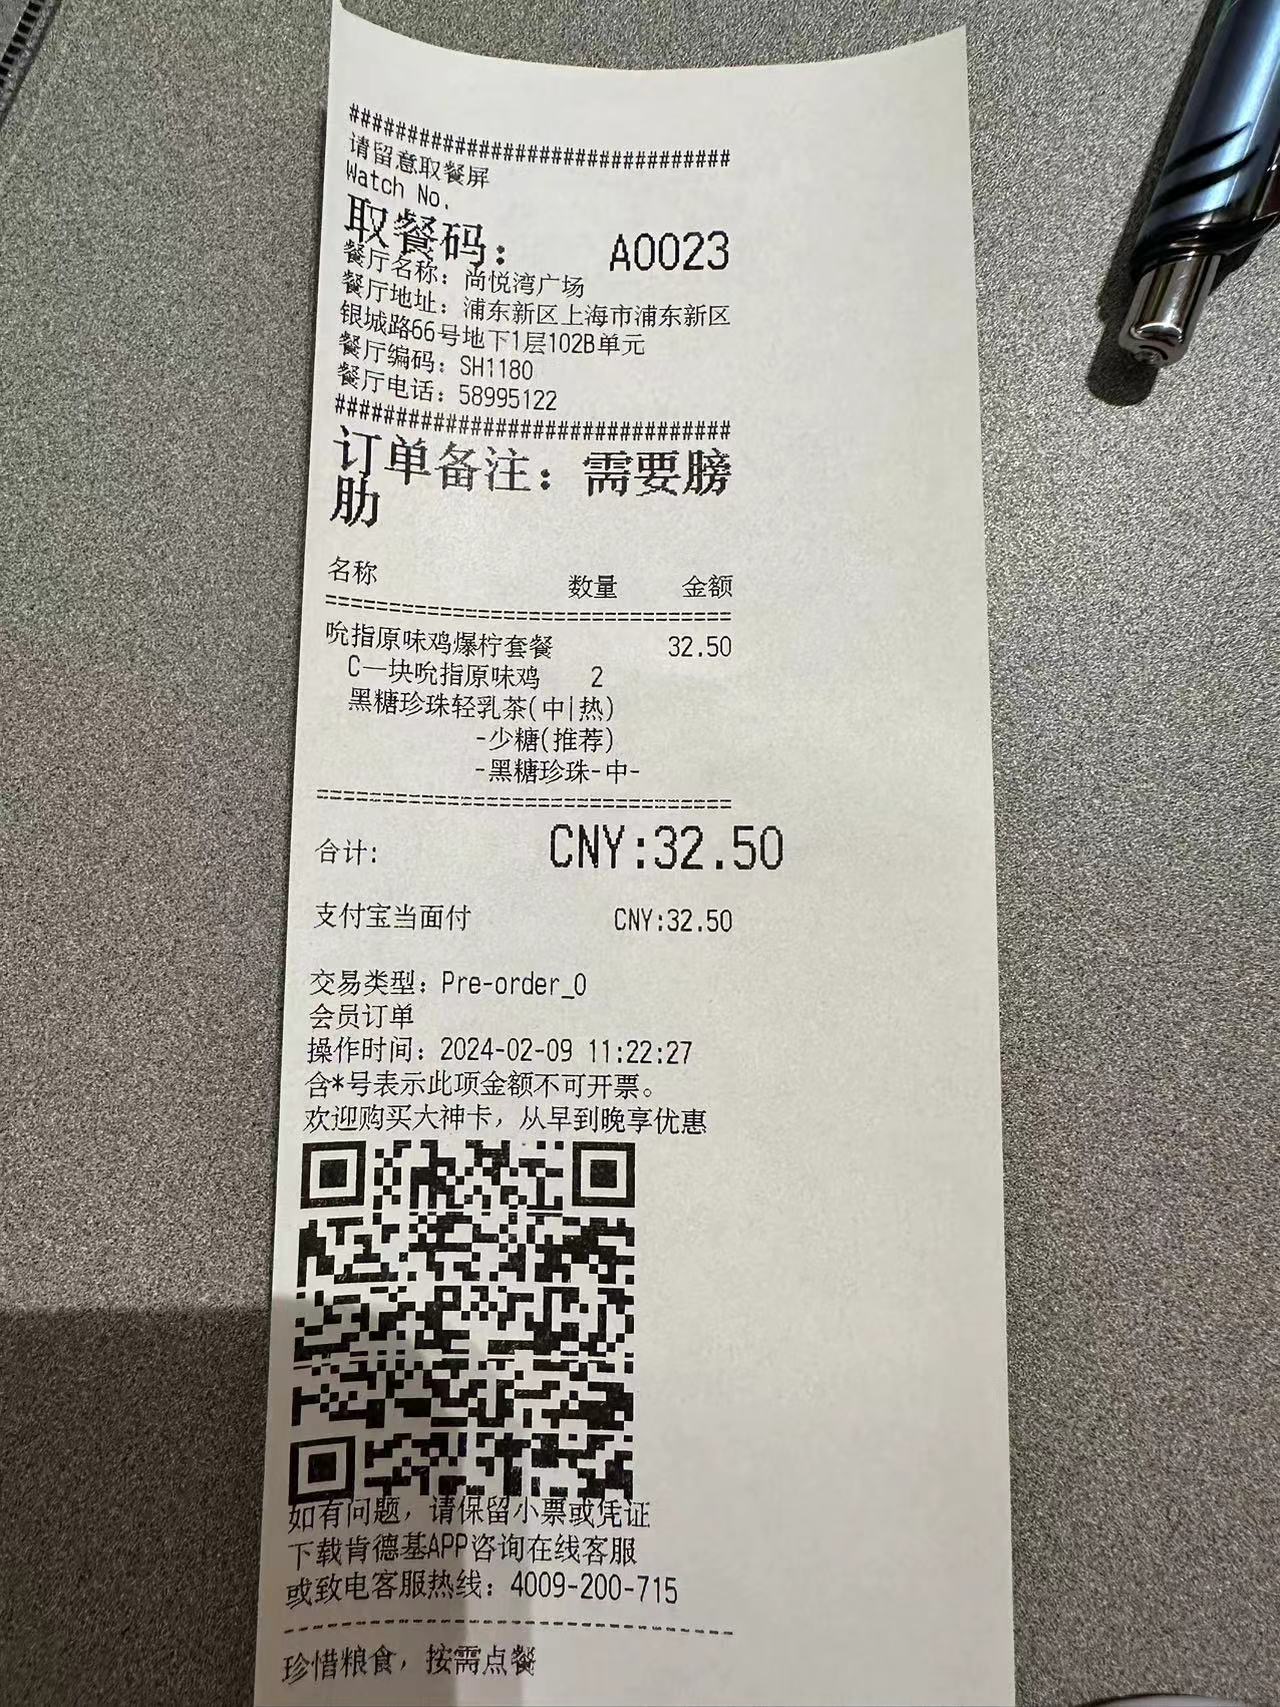 ################################
请留意取餐屏
Watch No.
取餐码： A0023
餐厅名称：尚悦湾广场
餐厅地址：浦东新区上海市浦东新区
银城路66号地下1层102B单元
餐厅编码：SH1180
餐厅电话：58995122
################################
订单备注：需要膀
肋
名称 数量 金额
================================
吮指原味鸡爆柠套餐 32.50
C一块吮指原味鸡 2
黑糖珍珠轻乳茶(中|热)
-少糖(推荐)
-黑糖珍珠-中-
================================
合计: CNY:32.50
支付宝当面付 CNY:32.50
交易类型：Pre-order_0
会员订单
操作时间：2024-02-09 11:22:27
含*号表示此项金额不可开票。
欢迎购买大神卡，从早到晚享优惠
如有问题，请保留小票或凭证
下载肯德基APP咨询在线客服
或致电客服热线：4009-200-715
--------------------------------
珍惜粮食，按需点餐